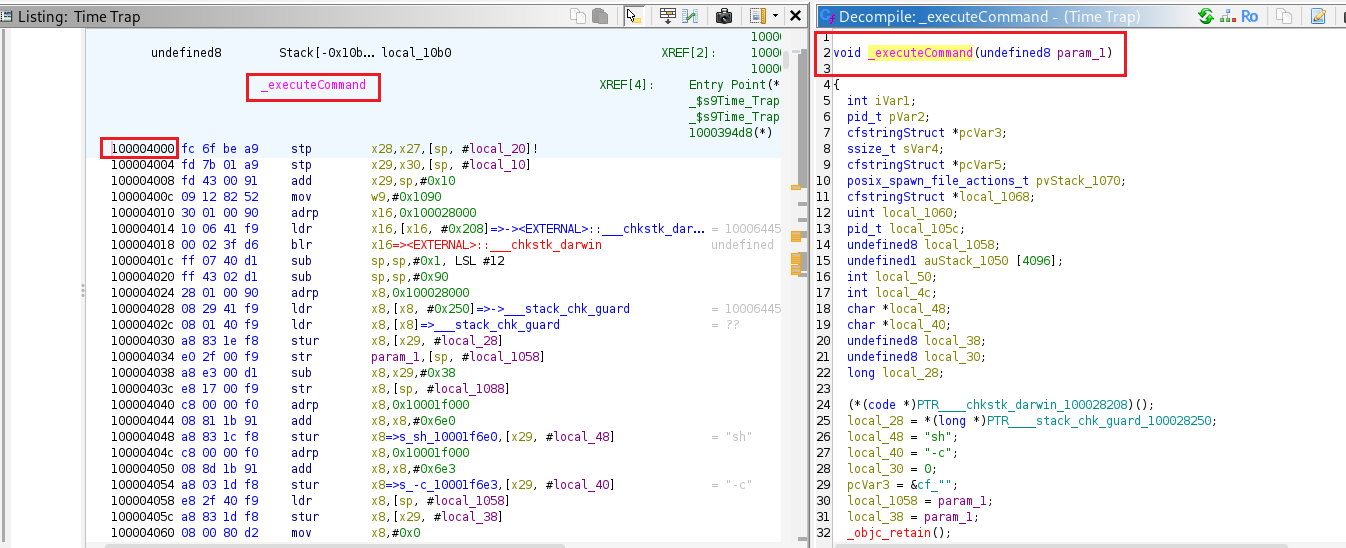 Listing: Time Trap
10001
undefined8 Stack[-0x10b... local_10b0 XREF[2]: 10000
10000
_executeCommand XREF[4]: Entry Point(*
_$s9Time_Trap
_$s9Time_Trap
1000394d8(*)
100004000 fc 6f be a9 stp x28,x27,[sp, #local_20]!
100004004 fd 7b 01 a9 stp x29,x30,[sp, #local_10]
100004008 fd 43 00 91 add x29,sp,#0x10
10000400c 09 12 82 52 mov w9,#0x1090
100004010 30 01 00 90 adrp x16,0x100028000
100004014 10 06 41 f9 ldr x16,[x16, #0x208]=>-><EXTERNAL>::___chkstk_dar... = 10006445
100004018 00 02 3f d6 blr x16=><EXTERNAL>::___chkstk_darwin undefined
10000401c ff 07 40 d1 sub sp,sp,#0x1, LSL #12
100004020 ff 43 02 d1 sub sp,sp,#0x90
100004024 28 01 00 90 adrp x8,0x100028000
100004028 08 29 41 f9 ldr x8,[x8, #0x250]=>->___stack_chk_guard = 10006445
10000402c 08 01 40 f9 ldr x8,[x8]=>___stack_chk_guard = ??
100004030 a8 83 1e f8 stur x8,[x29, #local_28]
100004034 e0 2f 00 f9 str param_1,[sp, #local_1058]
100004038 a8 e3 00 d1 sub x8,x29,#0x38
10000403c e8 17 00 f9 str x8,[sp, #local_1088]
100004040 c8 00 00 f0 adrp x8,0x10001f000
100004044 08 81 1b 91 add x8,x8,#0x6e0
100004048 a8 83 1c f8 stur x8=>s_sh_10001f6e0,[x29, #local_48] = "sh"
10000404c c8 00 00 f0 adrp x8,0x10001f000
100004050 08 8d 1b 91 add x8,x8,#0x6e3
100004054 a8 03 1d f8 stur x8=>s_-c_10001f6e3,[x29, #local_40] = "-c"
100004058 e8 2f 40 f9 ldr x8,[sp, #local_1058]
10000405c a8 83 1d f8 stur x8,[x29, #local_38]
100004060 08 00 80 d2 mov x8,#0x0
Decompile: _executeCommand - (Time Trap)
Ro
1
2 void _executeCommand(undefined8 param_1)
3
4 {
5 int iVar1;
6 pid_t pVar2;
7 cfstringStruct *pcVar3;
8 ssize_t sVar4;
9 cfstringStruct *pcVar5;
10 posix_spawn_file_actions_t pvStack_1070;
11 cfstringStruct *local_1068;
12 uint local_1060;
13 pid_t local_105c;
14 undefined8 local_1058;
15 undefined1 auStack_1050 [4096];
16 int local_50;
17 int local_4c;
18 char *local_48;
19 char *local_40;
20 undefined8 local_38;
21 undefined8 local_30;
22 long local_28;
23
24 (*(code *)PTR____chkstk_darwin_100028208)();
25 local_28 = *(long *)PTR____stack_chk_guard_100028250;
26 local_48 = "sh";
27 local_40 = "-c";
28 local_30 = 0;
29 pcVar3 = &cf_"";
30 local_1058 = param_1;
31 local_38 = param_1;
32 _objc_retain();